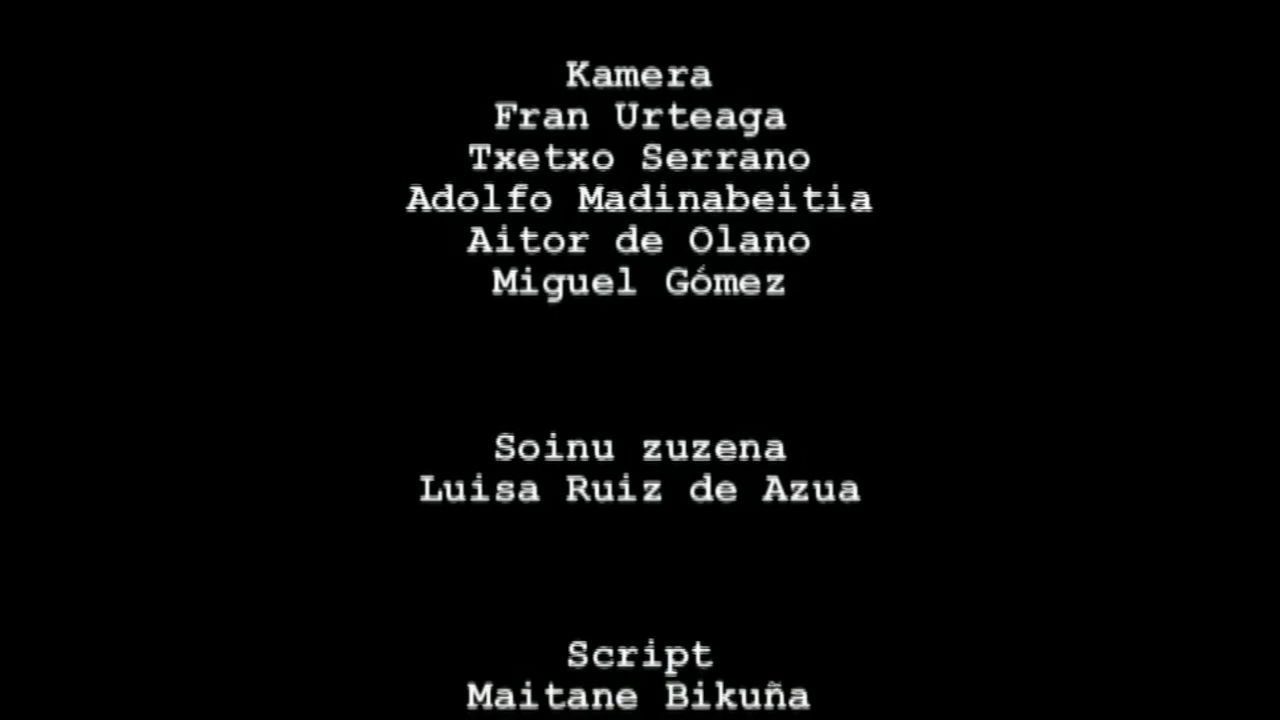 Kamera
Fran Urteaga
Txetxo Serrano
Adolfo Madinabeitia
Aitor de Olano
Miguel Gómez
Soinu zuzena
Luisa Ruiz de Azua
Script
Maitane Bikuña